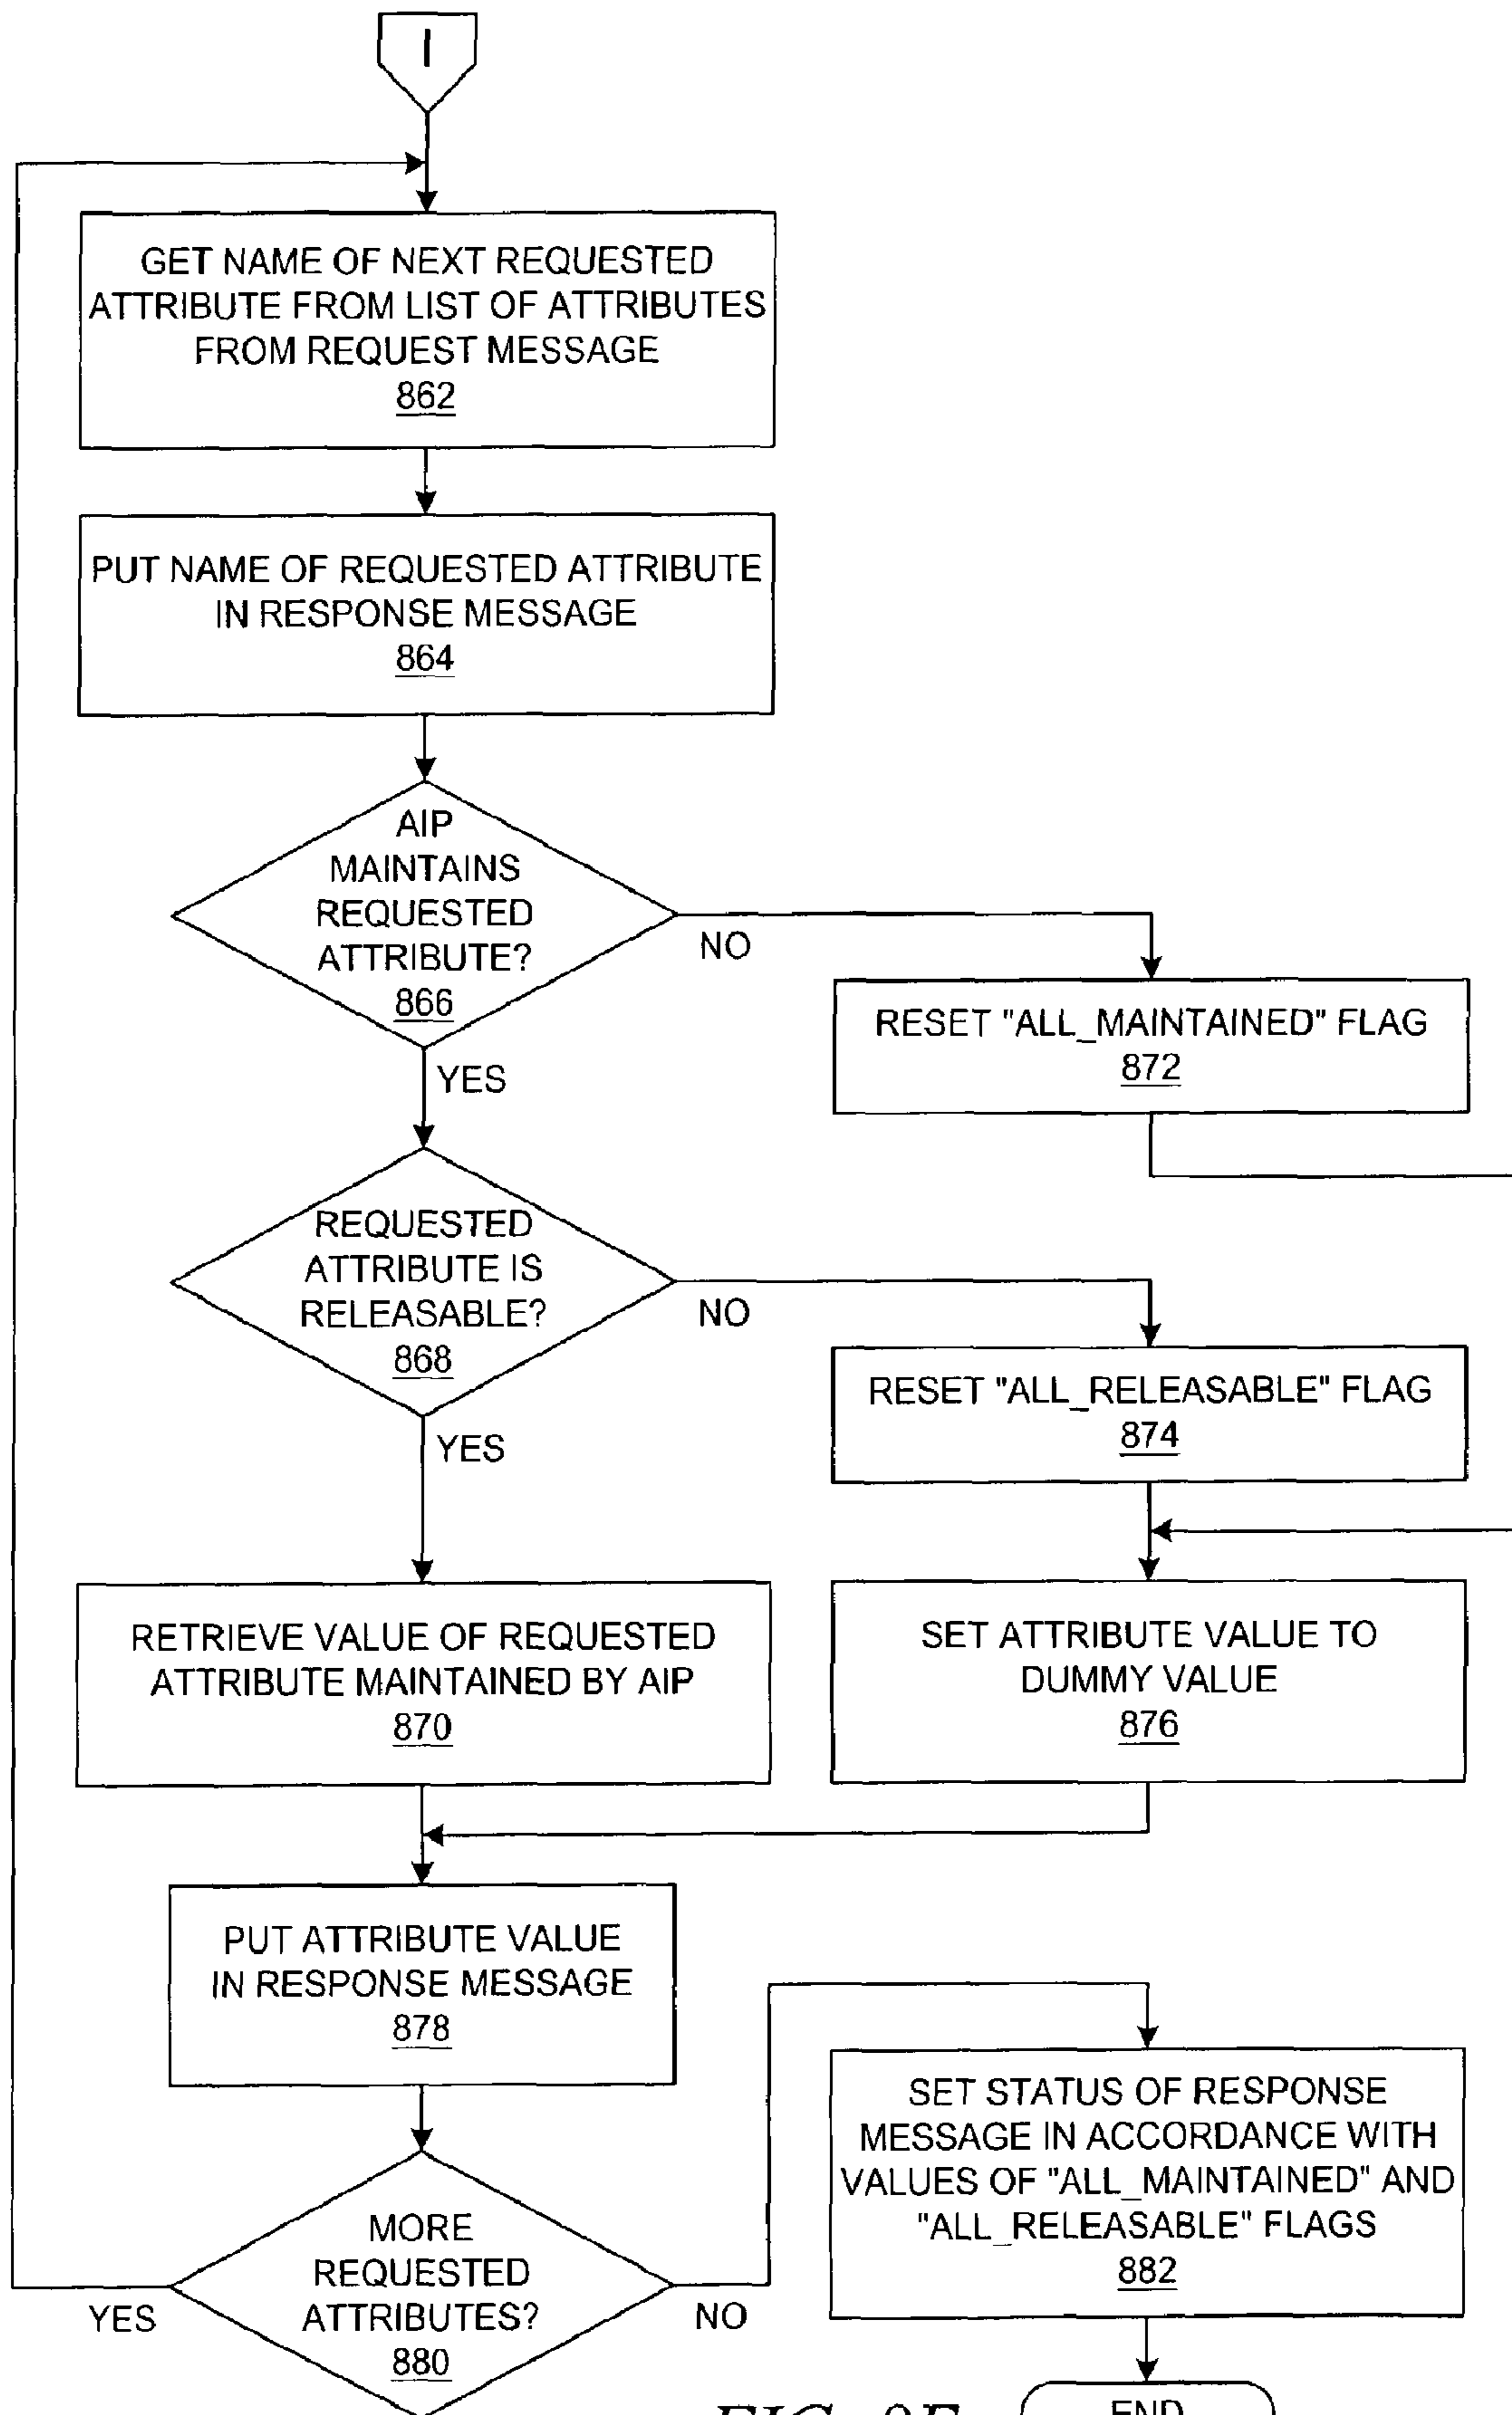 I
GET NAME OF NEXT REQUESTED
ATTRIBUTE FROM LIST OF ATTRIBUTES
FROM REQUEST MESSAGE
862
PUT NAME OF REQUESTED ATTRIBUTE
IN RESPONSE MESSAGE
864
AIP
MAINTAINS
REQUESTED
ATTRIBUTE?
866
NO
YES
RESET "ALL_MAINTAINED" FLAG
872
REQUESTED
ATTRIBUTE IS
RELEASABLE?
868
NO
YES
RESET "ALL_RELEASABLE" FLAG
874
RETRIEVE VALUE OF REQUESTED
ATTRIBUTE MAINTAINED BY AIP
870
SET ATTRIBUTE VALUE TO
DUMMY VALUE
876
PUT ATTRIBUTE VALUE
IN RESPONSE MESSAGE
878
MORE
REQUESTED
ATTRIBUTES?
880
YES
NO
SET STATUS OF RESPONSE
MESSAGE IN ACCORDANCE WITH
VALUES OF "ALL_MAINTAINED" AND
"ALL_RELEASABLE" FLAGS
882
END